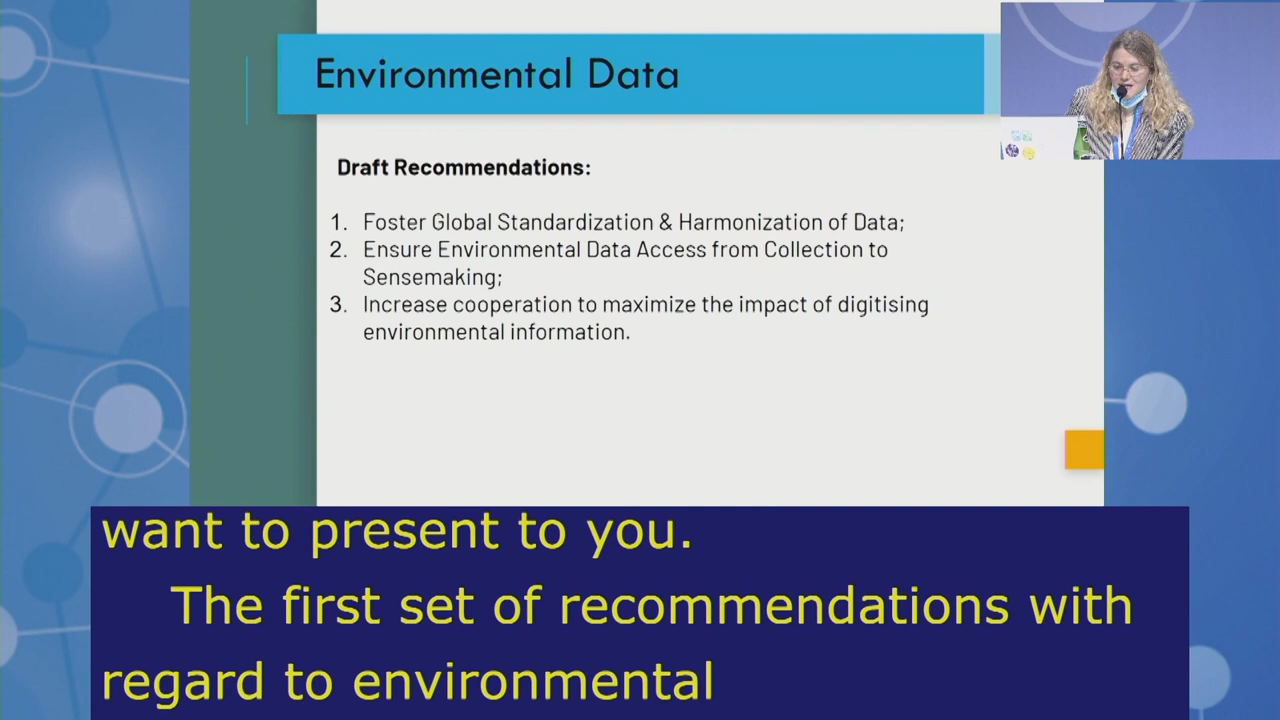 Environmental Data
Draft Recommendations:
1. Foster Global Standardization & Harmonization of Data;
2. Ensure Environmental Data Access from Collection to
Sensemaking;
3. Increase cooperation to maximize the impact of digitising
environmental information.
want to present to you.
The first set of recommendations with
regard to environmental